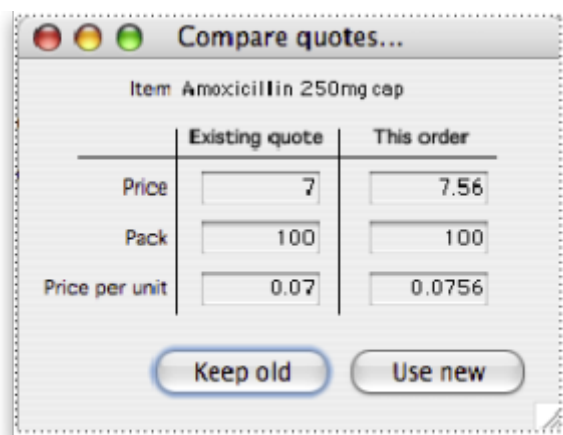 Compare quotes...
Item Amoxicillin 250mg cap
Existing quote This order
Price 7 7.56
Pack 100 100
Price per unit 0.07 0.0756
Keep old Use new